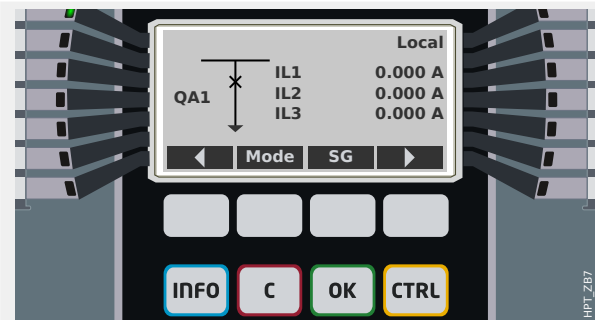 Local
IL1 0.000 A
QA1 IL2 0.000 A
IL3 0.000 A
Mode SG
INFO C OK CTRL
HPT_ZB7